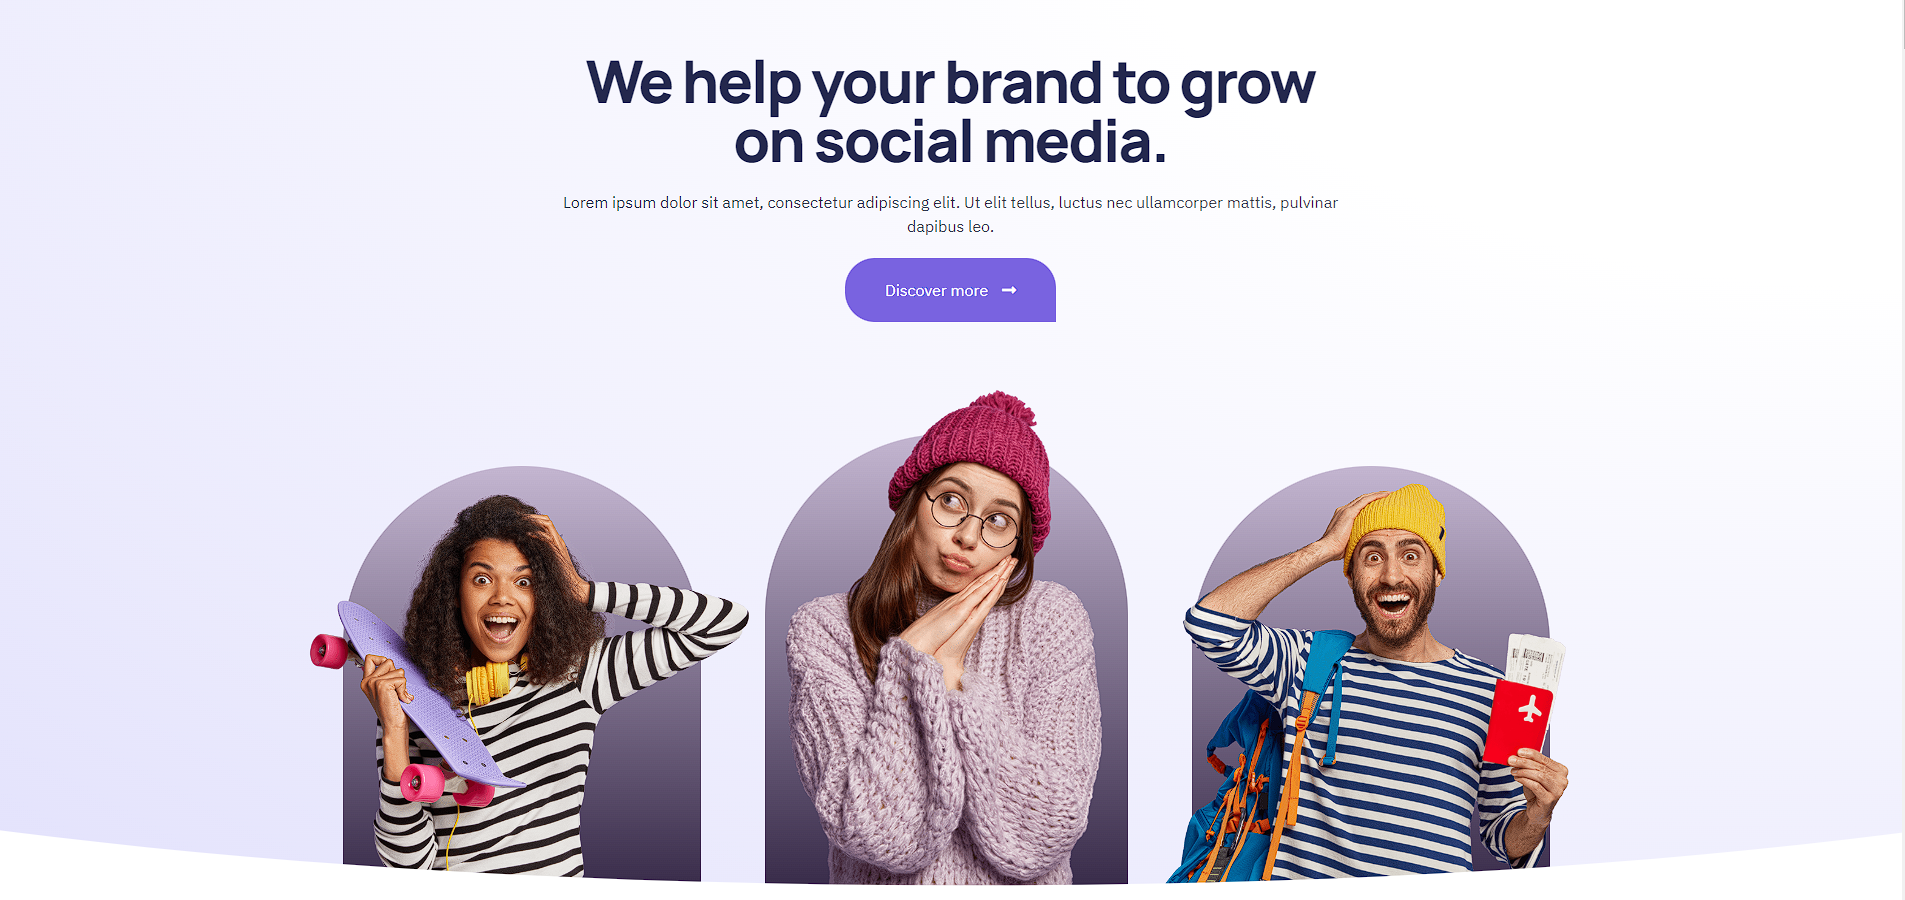 We help your brand to grow
on social media.
Lorem ipsum dolor sit amet, consectetur adipiscing elit. Ut elit tellus, luctus nec ullamcorper mattis, pulvinar
dapibus leo.
Discover more